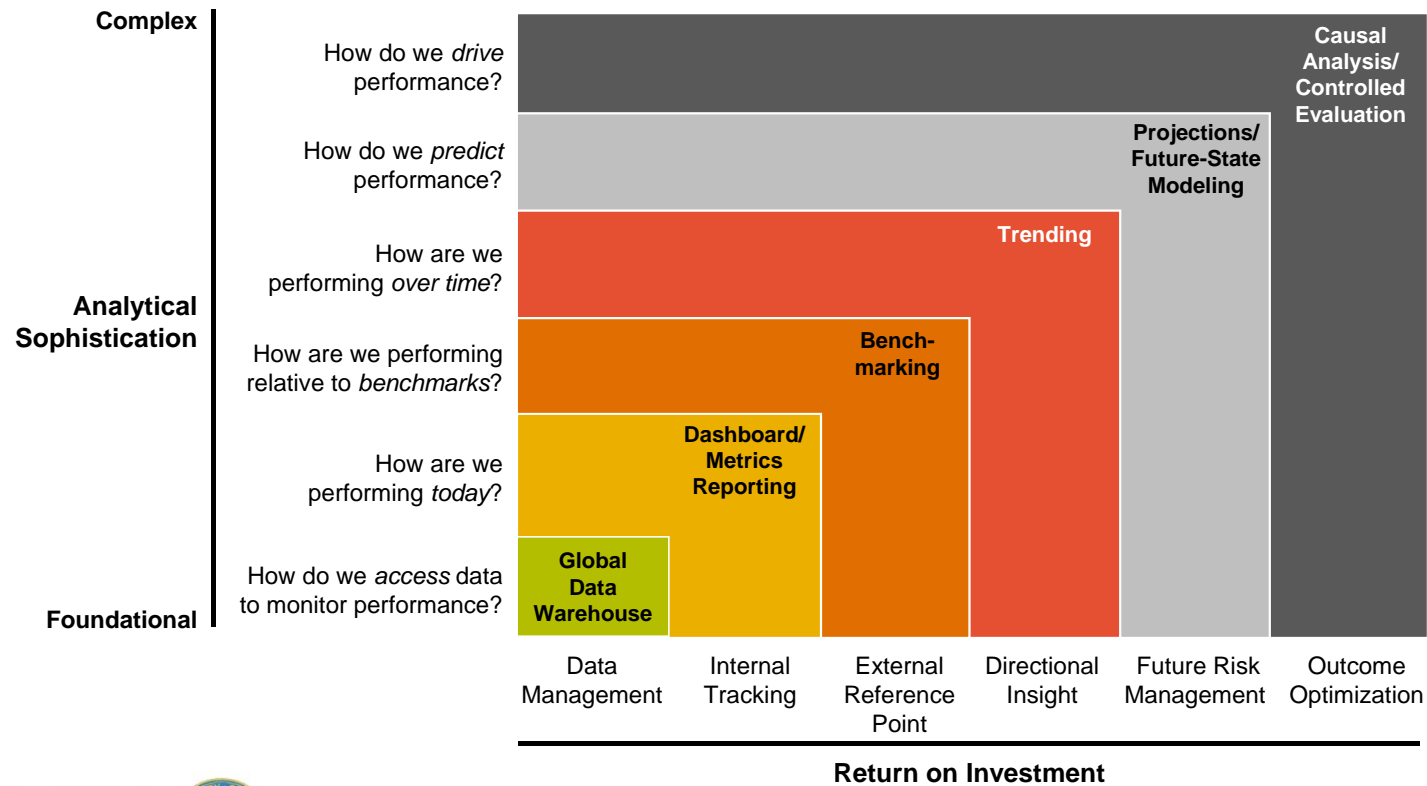 Complex
How do we drive
performance?
Causal
Analysis/
Controlled
Evaluation
How do we predict
performance?
Projections/
Future-State
Modeling
How are we
performing over time?
Trending
Analytical
Sophistication
How are we performing
relative to benchmarks?
Bench-
marking
How are we
performing today?
Dashboard/
Metrics
Reporting
How do we access data
to monitor performance?
Global
Data
Warehouse
Foundational
Data
Management
Internal
Tracking
External
Reference
Point
Directional
Insight
Future Risk
Management
Outcome
Optimization
Return on Investment